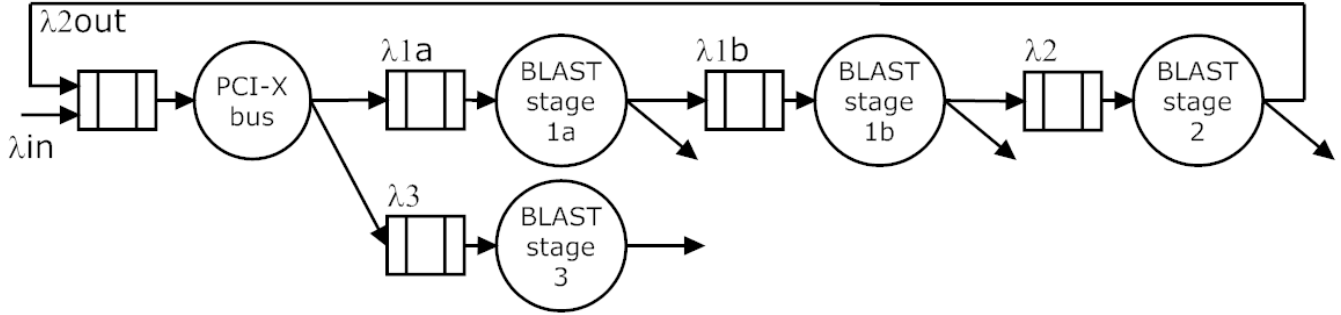 λ2out
λin
PCI-X
bus
λ1a
BLAST
stage
1a
λ1b
BLAST
stage
1b
λ2
BLAST
stage
2
λ3
BLAST
stage
3